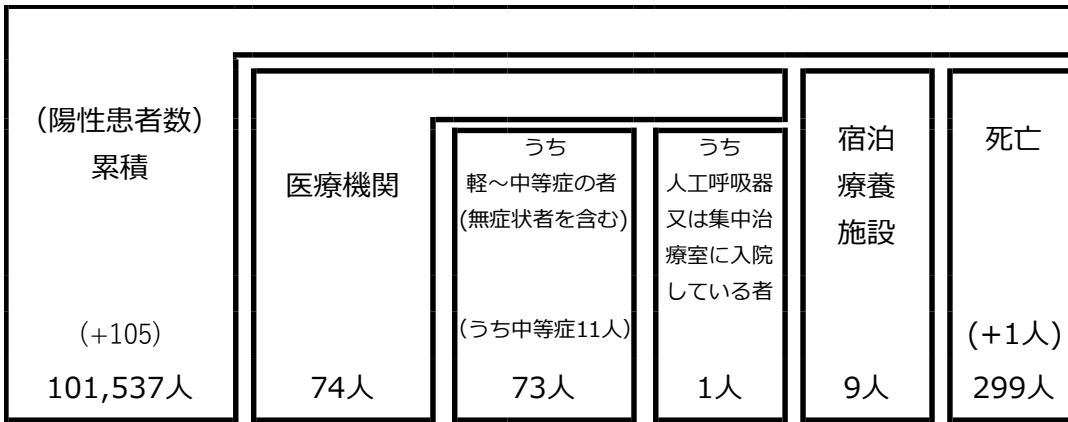 (陽性患者数)
累積
(+105)
101,537人
医療機関
74人
うち
軽～中等症の者
(無症状者を含む)
(うち中等症11人)
73人
うち
人工呼吸器
又は集中治
療室に入院
している者
1人
宿泊
療養
施設
9人
死亡
(+1人)
299人